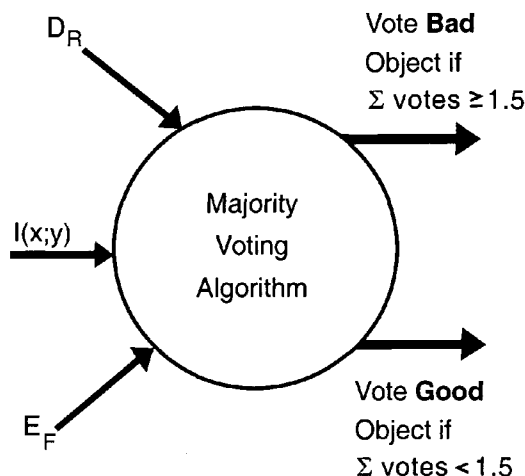 D_R
Vote Bad
Object if
Σ votes ≥1.5
I(x;y)
Majority
Voting
Algorithm
E_F
Vote Good
Object if
Σ votes < 1.5